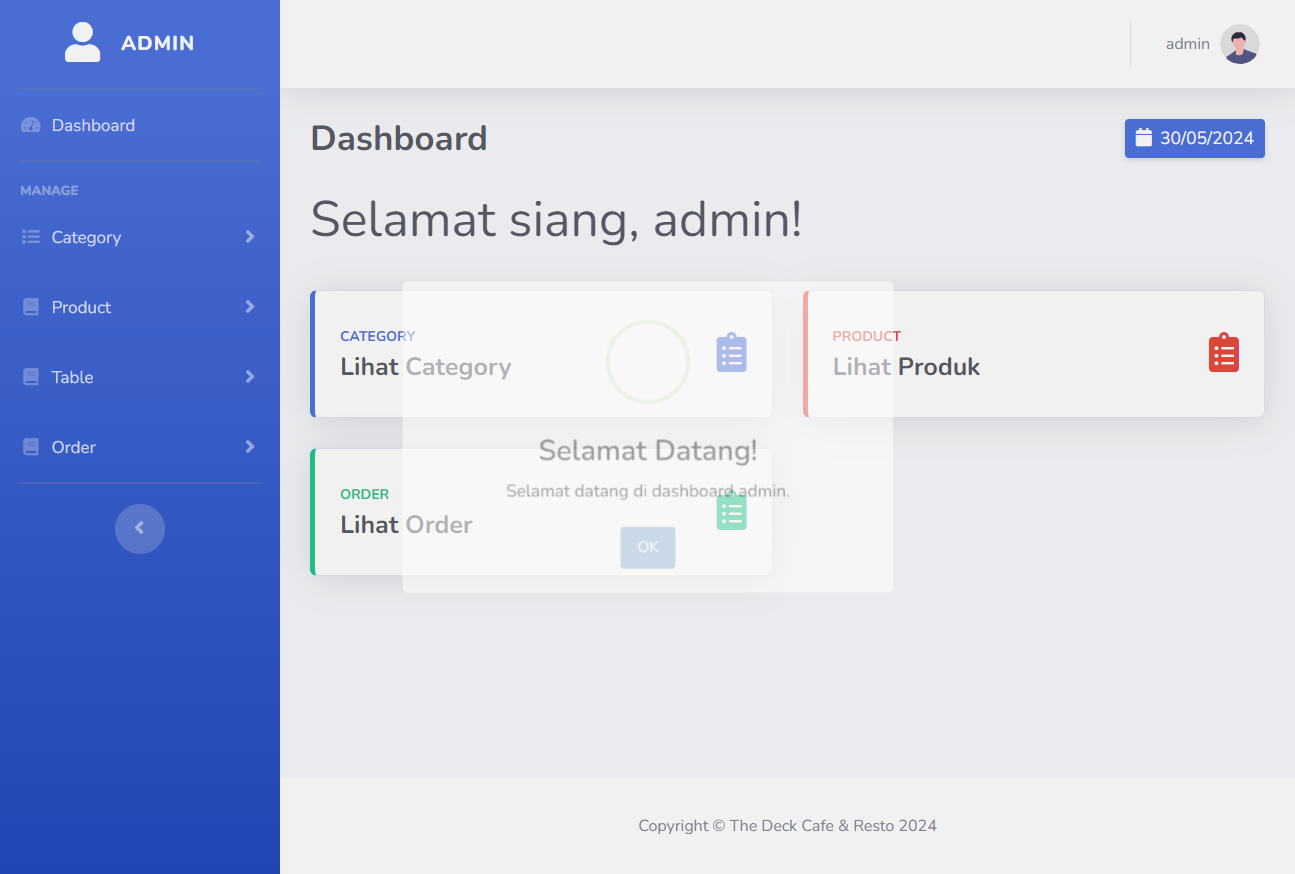 ADMIN
admin
Dashboard
MANAGE
Category
Product
Table
Order
Dashboard
30/05/2024
Selamat siang, admin!
CATEGORY
Lihat Category
PRODUCT
Lihat Produk
ORDER
Lihat Order
Selamat Datang!
Selamat datang di dashboard admin.
OK
Copyright © The Deck Cafe & Resto 2024